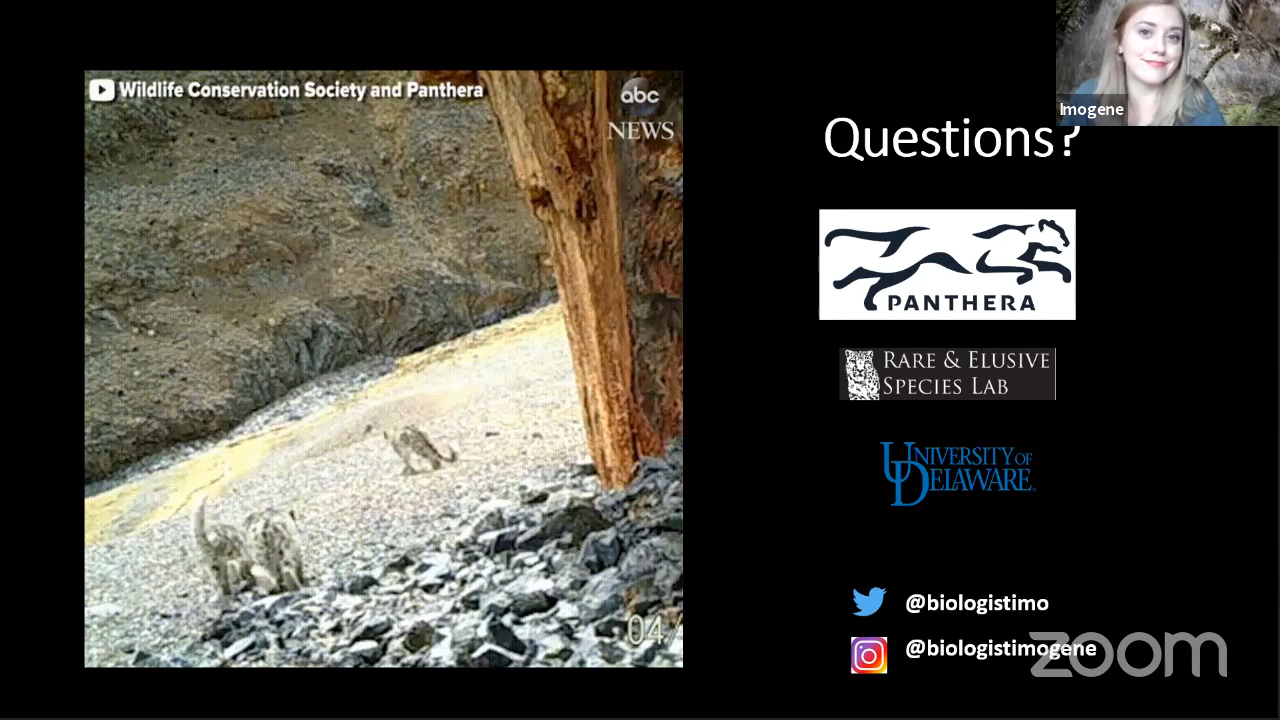 Wildlife Conservation Society and Panthera
abc
NEWS
Imogene
Questions?
PANTHERA
RARE & ELUSIVE
SPECIES LAB
UNIVERSITY OF
DELAWARE
@biologistimo
@biologistimogene
04/
zoom